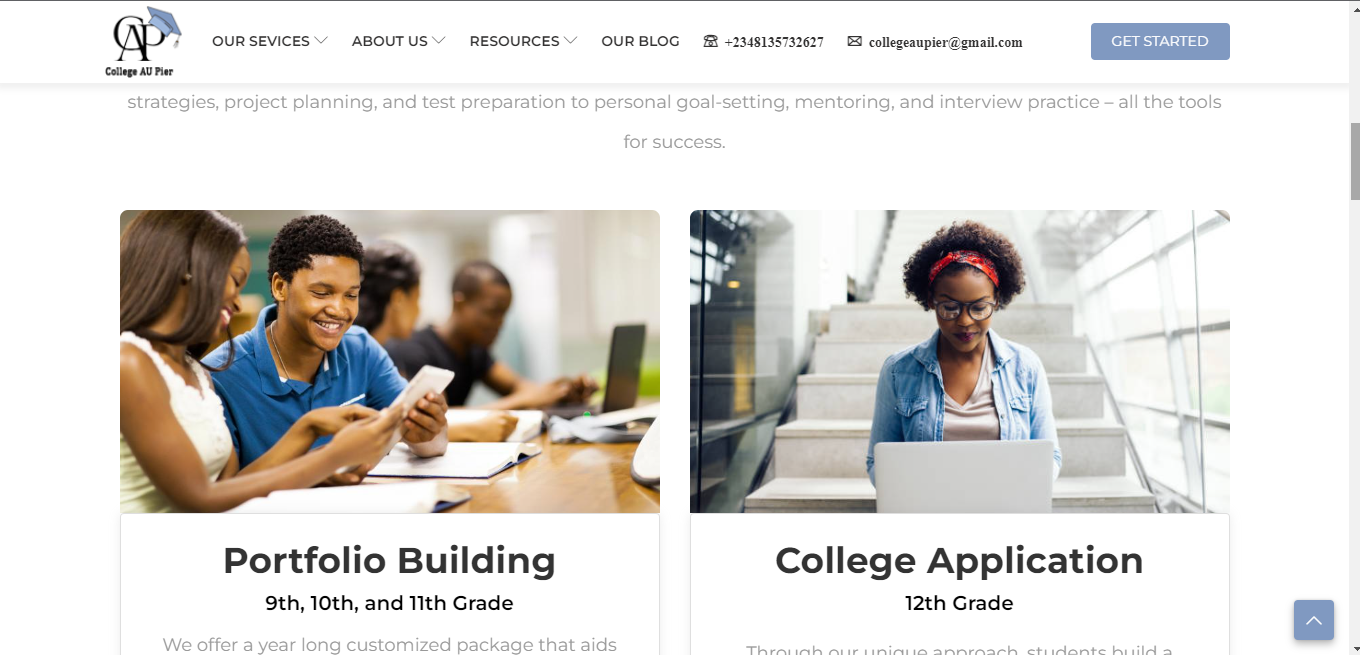 CAP
College AU Pier
OUR SEVICES
ABOUT US
RESOURCES
OUR BLOG
+2348135732627
collegeaupier@gmail.com
GET STARTED
strategies, project planning, and test preparation to personal goal-setting, mentoring, and interview practice – all the tools
for success.
Portfolio Building
9th, 10th, and 11th Grade
We offer a year long customized package that aids
College Application
12th Grade
Through our unique approach, students build a